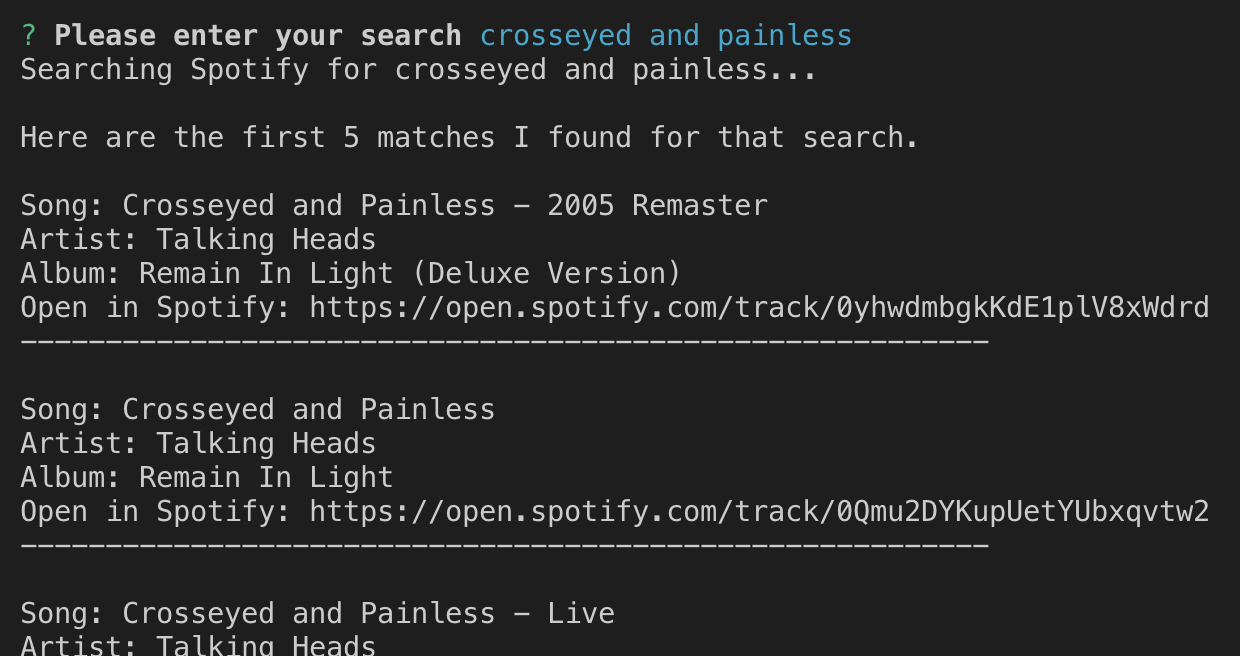 ? Please enter your search crosseyed and painless
Searching Spotify for crosseyed and painless...
Here are the first 5 matches I found for that search.
Song: Crosseyed and Painless – 2005 Remaster
Artist: Talking Heads
Album: Remain In Light (Deluxe Version)
Open in Spotify: https://open.spotify.com/track/0yhwdmbgkKdE1plV8xWdrd
---------------------------------------------------------
Song: Crosseyed and Painless
Artist: Talking Heads
Album: Remain In Light
Open in Spotify: https://open.spotify.com/track/0Qmu2DYKupUetYUbxqvtw2
---------------------------------------------------------
Song: Crosseyed and Painless – Live
Artist: Talking Heads